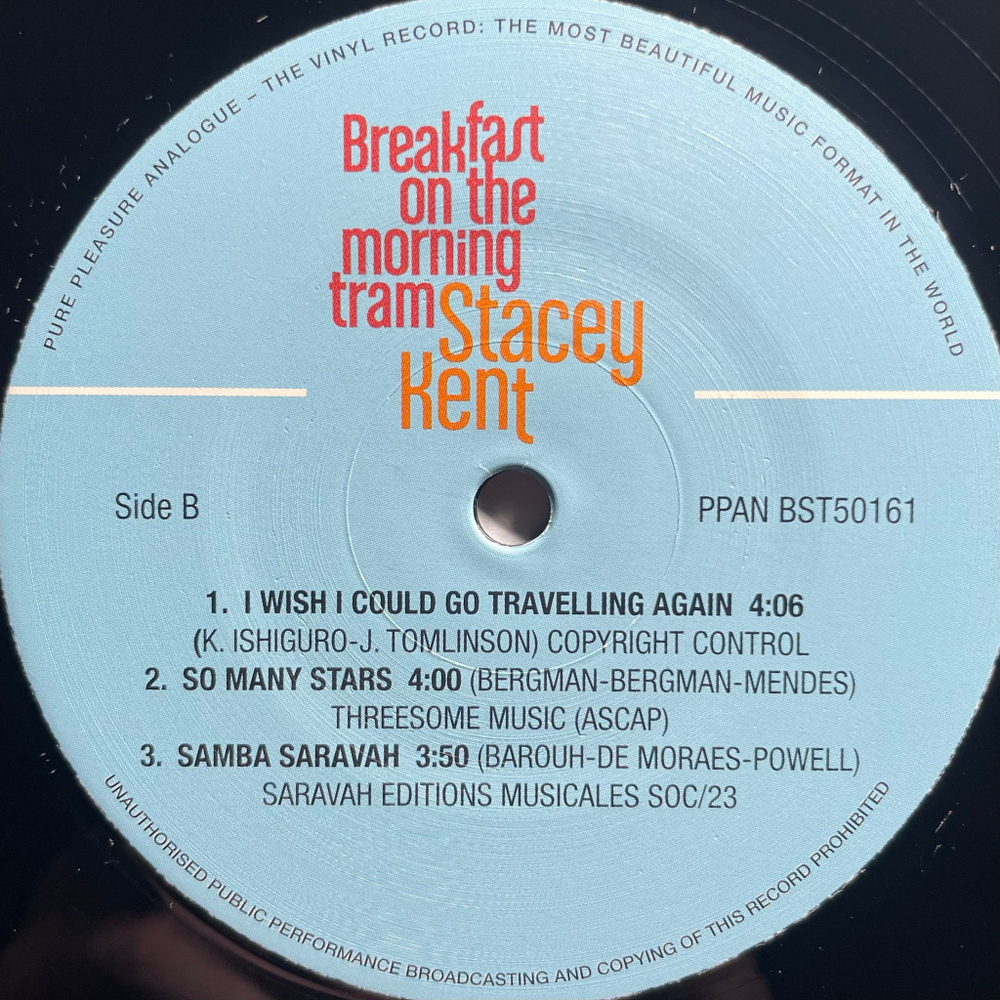 PURE PLEASURE ANALOGUE – THE VINYL RECORD: THE MOST BEAUTIFUL MUSIC FORMAT IN THE WORLD
Breakfast
on the
morning
tram Stacey
Kent
Side B
PPAN BST50161
1. I WISH I COULD GO TRAVELLING AGAIN 4:06
(K. ISHIGURO-J. TOMLINSON) COPYRIGHT CONTROL
2. SO MANY STARS 4:00 (BERGMAN-BERGMAN-MENDES)
THREESOME MUSIC (ASCAP)
3. SAMBA SARAVAH 3:50 (BAROUH-DE MORAES-POWELL)
SARAVAH EDITIONS MUSICALES SOC/23
UNAUTHORISED PUBLIC PERFORMANCE BROADCASTING AND COPYING OF THIS RECORD PROHIBITED